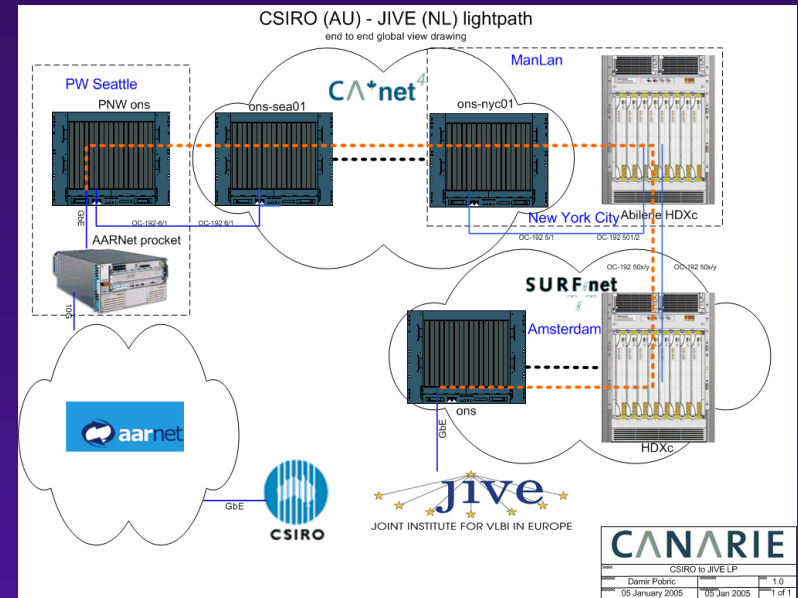 CSIRO (AU) - JIVE (NL) lightpath
end to end global view drawing
PW Seattle
CA*net 4
ManLan
PNW ons
ons-sea01
ons-nyc01
GbE
OC-192-6/1
OC-192 6/1
New York City
Abilene HDXc
OC-192 5/1
OC-192 501/2
AARNet procket
OC-192 50x/y
OC-192 50x/y
10G
SURFnet
Amsterdam
ons
HDXc
GbE
aarnet
GbE
CSIRO
jive
JOINT INSTITUTE FOR VLBI IN EUROPE
CANARIE
CSIRO to JIVE LP
Damir Pobric
1.0
05 January 2005
05 Jan 2005
1 of 1